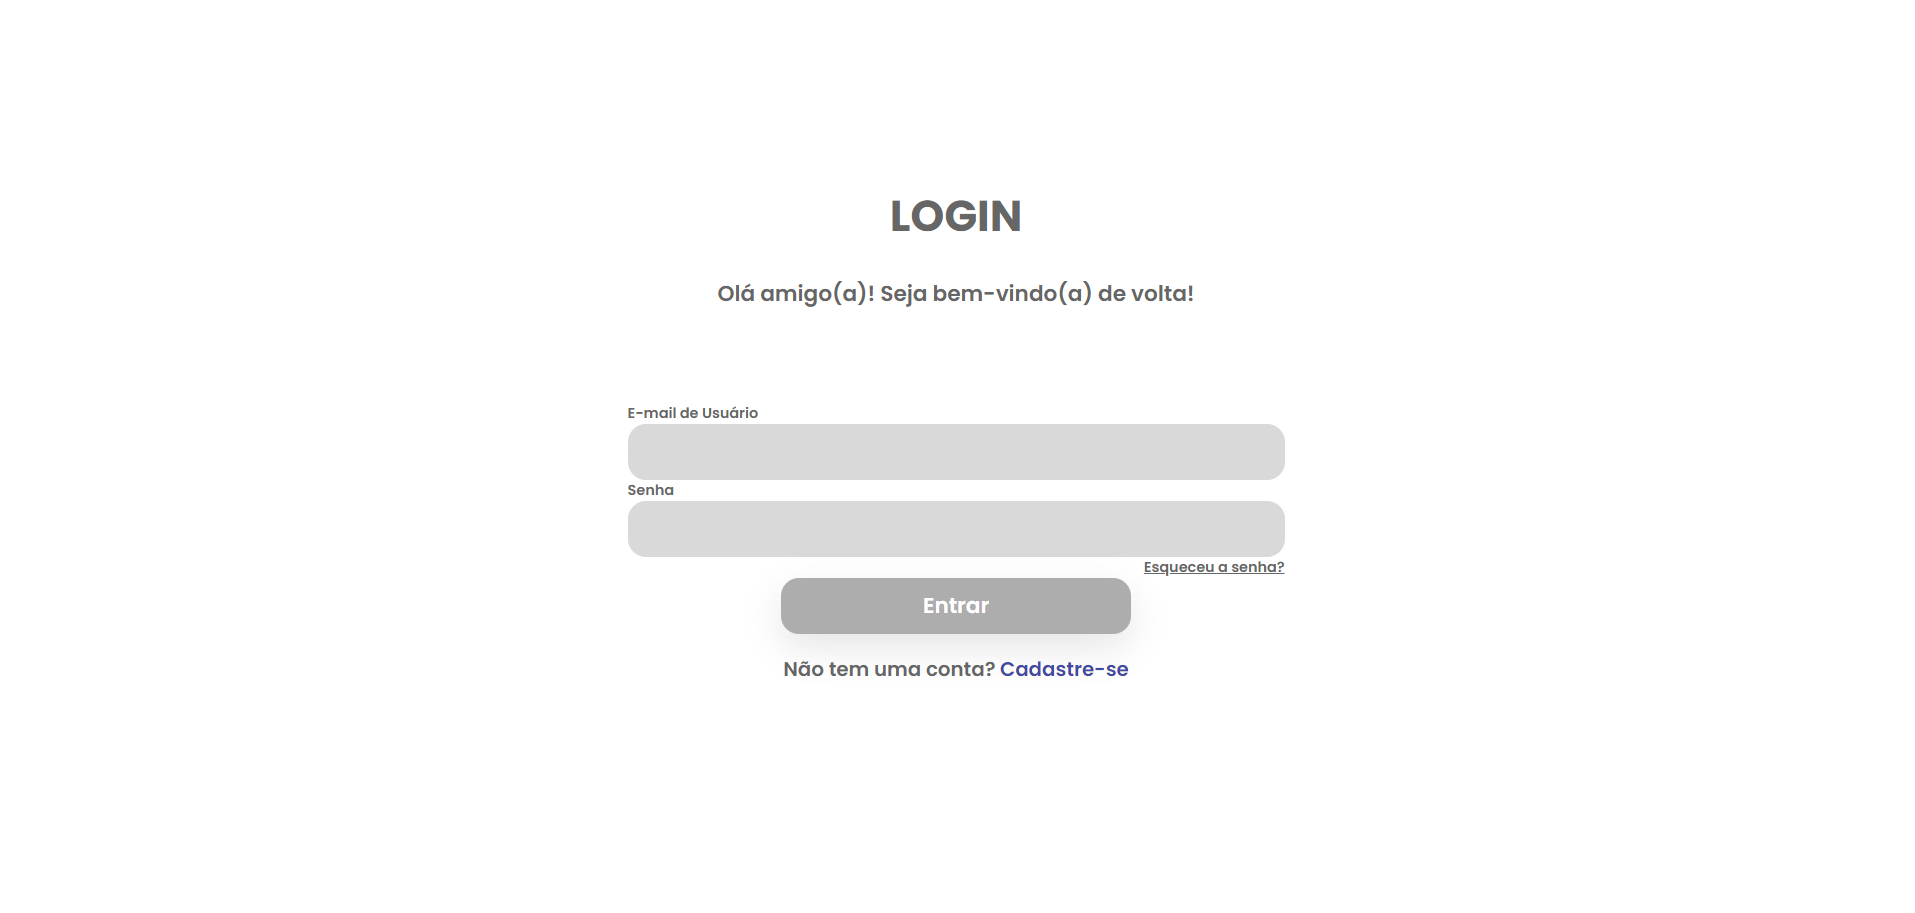 LOGIN
Olá amigo(a)! Seja bem-vindo(a) de volta!
E-mail de Usuário
Senha
Esqueceu a senha?
Entrar
Não tem uma conta? Cadastre-se